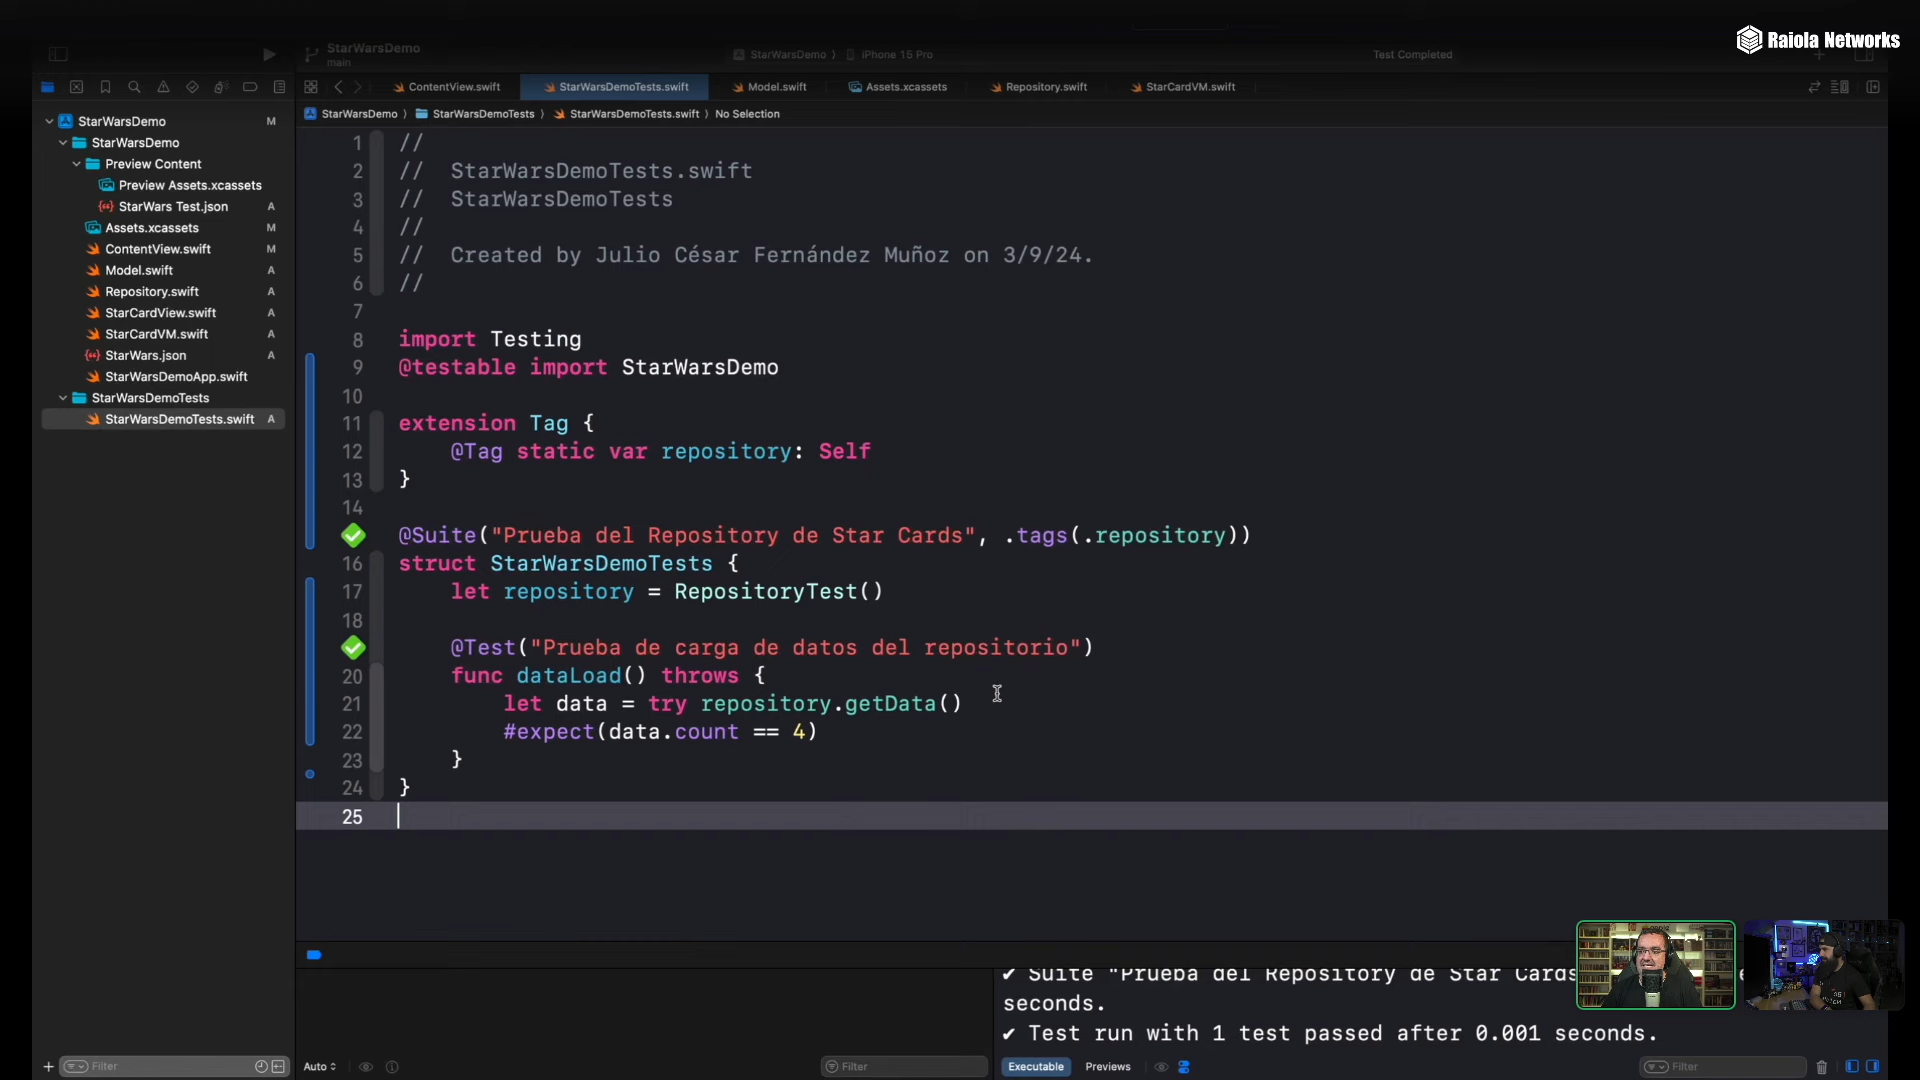 Raiola Networks
StarWarsDemo
main
StarWarsDemo
iPhone 15 Pro
Test Completed
ContentView.swift
StarWarsDemoTests.swift
Model.swift
Assets.xcassets
Repository.swift
StarCardVM.swift
StarWarsDemo
StarWarsDemoTests
StarWarsDemoTests.swift
No Selection
StarWarsDemo M
StarWarsDemo
Preview Content
Preview Assets.xcassets
StarWars Test.json A
Assets.xcassets M
ContentView.swift M
Model.swift A
Repository.swift A
StarCardView.swift A
StarCardVM.swift A
StarWars.json A
StarWarsDemoApp.swift
StarWarsDemoTests
StarWarsDemoTests.swift A
1 //
2 // StarWarsDemoTests.swift
3 // StarWarsDemoTests
4 //
5 // Created by Julio César Fernández Muñoz on 3/9/24.
6 //
7
8 import Testing
9 @testable import StarWarsDemo
10
11 extension Tag {
12 @Tag static var repository: Self
13 }
14
@Suite("Prueba del Repository de Star Cards", .tags(.repository))
16 struct StarWarsDemoTests {
17 let repository = RepositoryTest()
18
@Test("Prueba de carga de datos del repositorio")
20 func dataLoad() throws {
21 let data = try repository.getData()
22 #expect(data.count == 4)
23 }
24 }
25
✔ Suite "Prueba del Repository de Star Cards
seconds.
✔ Test run with 1 test passed after 0.001 seconds.
Filter
Auto
Filter
Executable
Previews
Filter